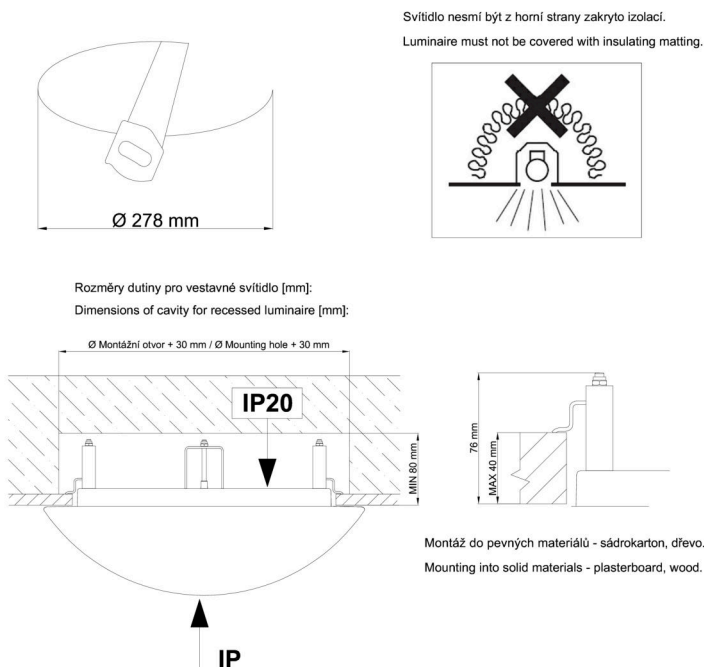 Svítidlo nesmí být z horní strany zakryto izolací.
Luminaire must not be covered with insulating matting.
Ø 278 mm
Rozměry dutiny pro vestavné svítidlo [mm]:
Dimensions of cavity for recessed luminaire [mm]:
Ø Montážní otvor + 30 mm / Ø Mounting hole + 30 mm
IP20
MIN 80 mm
76 mm
MAX 40 mm
Montáž do pevných materiálů - sádrokarton, dřevo.
Mounting into solid materials - plasterboard, wood.
IP